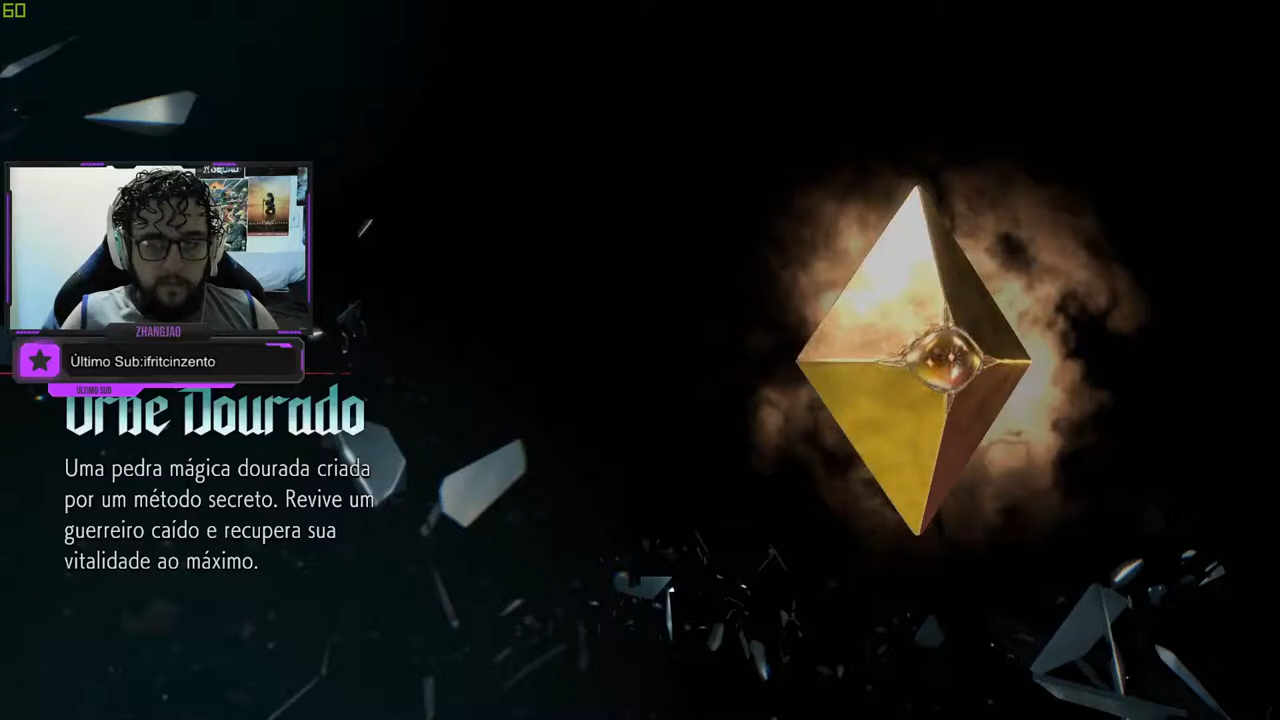 60
SQUAD
ZHANGJAO
Último Sub:ifritcinzento
ÚLTIMO SUB
Orbe Dourado
Uma pedra mágica dourada criada
por um método secreto. Revive um
guerreiro caído e recupera sua
vitalidade ao máximo.